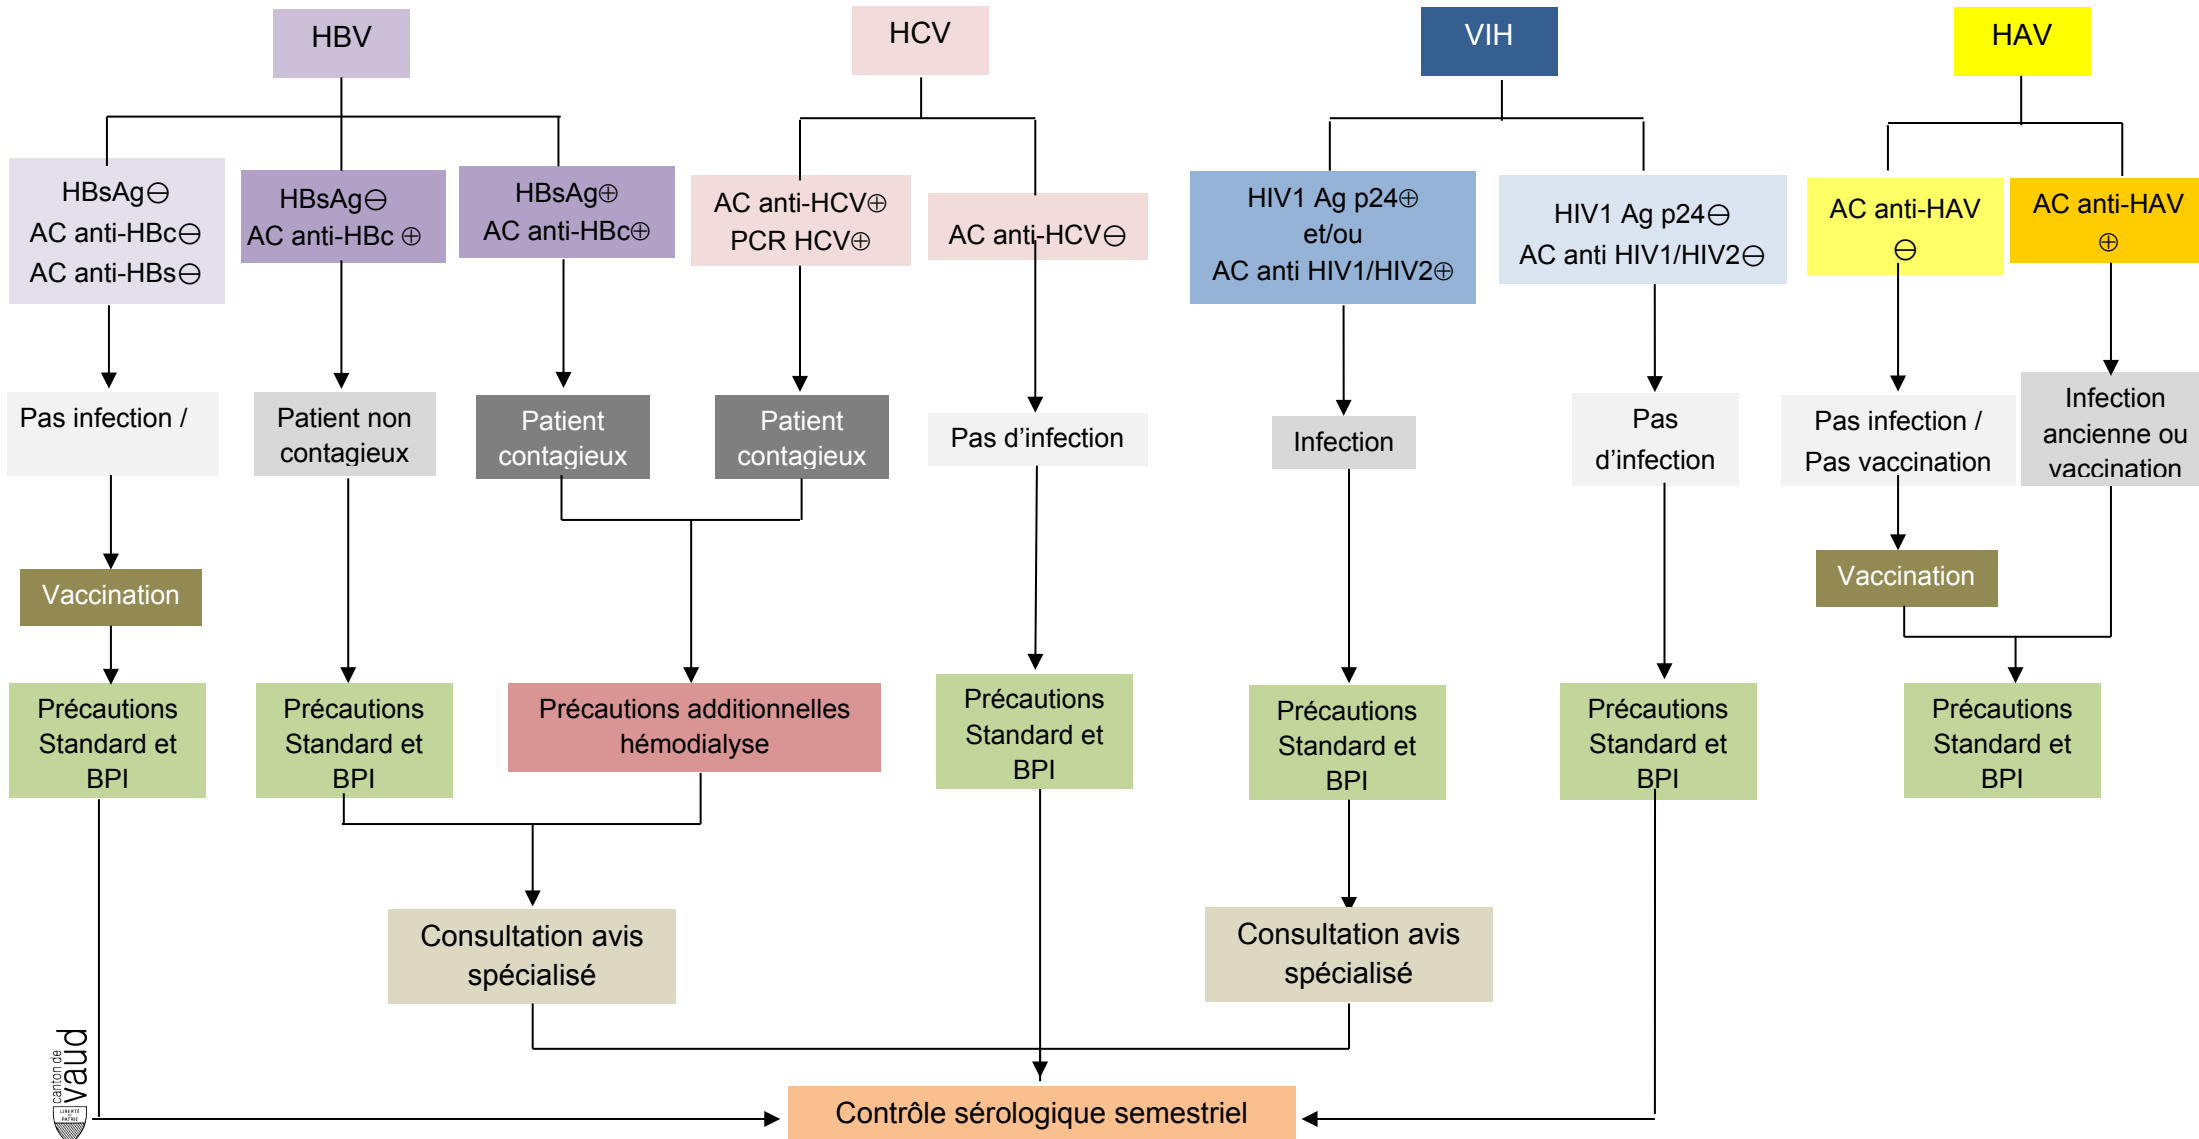 HBV
HCV
VIH
HAV
HBsAg⊖
AC anti-HBc⊖
AC anti-HBs⊖
HBsAg⊖
AC anti-HBc ⊕
HBsAg⊕
AC anti-HBc⊕
AC anti-HCV⊕
PCR HCV⊕
AC anti-HCV⊖
HIV1 Ag p24⊕
et/ou
AC anti HIV1/HIV2⊕
HIV1 Ag p24⊖
AC anti HIV1/HIV2⊖
AC anti-HAV
⊖
AC anti-HAV
⊕
Pas infection /
Patient non
contagieux
Patient
contagieux
Patient
contagieux
Pas d’infection
Infection
Pas
d’infection
Pas infection /
Pas vaccination
Infection
ancienne ou
vaccination
Vaccination
Vaccination
Précautions
Standard et
BPI
Précautions
Standard et
BPI
Précautions additionnelles
hémodialyse
Précautions
Standard et
BPI
Précautions
Standard et
BPI
Précautions
Standard et
BPI
Précautions
Standard et
BPI
Consultation avis
spécialisé
Consultation avis
spécialisé
canton de
vaud
LIBERTÉ
ET
PATRIE
Contrôle sérologique semestriel